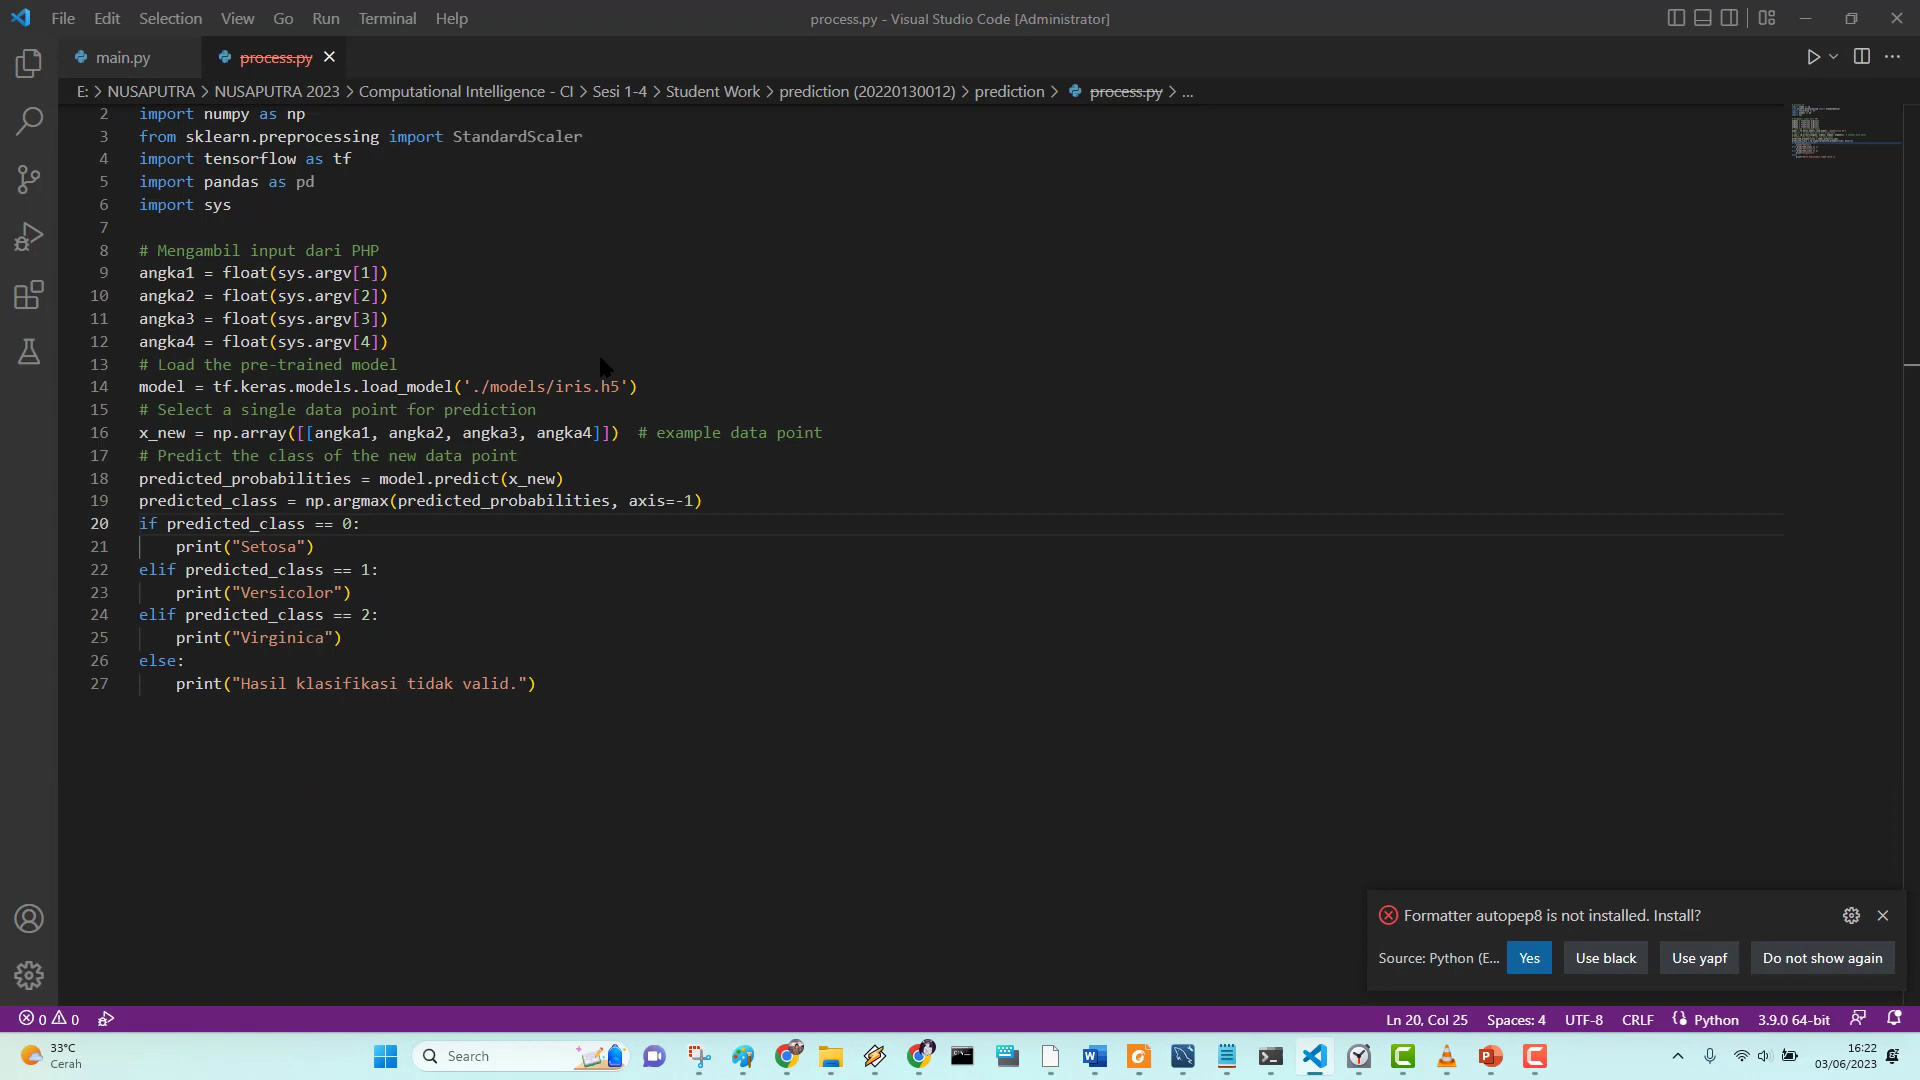 File Edit Selection View Go Run Terminal Help
process.py - Visual Studio Code [Administrator]
main.py
process.py
E: > NUSAPUTRA > NUSAPUTRA 2023 > Computational Intelligence - CI > Sesi 1-4 > Student Work > prediction (20220130012) > prediction > process.py > ...
2 import numpy as np
3 from sklearn.preprocessing import StandardScaler
4 import tensorflow as tf
5 import pandas as pd
6 import sys
7
8 # Mengambil input dari PHP
9 angka1 = float(sys.argv[1])
10 angka2 = float(sys.argv[2])
11 angka3 = float(sys.argv[3])
12 angka4 = float(sys.argv[4])
13 # Load the pre-trained model
14 model = tf.keras.models.load_model('./models/iris.h5')
15 # Select a single data point for prediction
16 x_new = np.array([[angka1, angka2, angka3, angka4]])  # example data point
17 # Predict the class of the new data point
18 predicted_probabilities = model.predict(x_new)
19 predicted_class = np.argmax(predicted_probabilities, axis=-1)
20 if predicted_class == 0:
21     print("Setosa")
22 elif predicted_class == 1:
23     print("Versicolor")
24 elif predicted_class == 2:
25     print("Virginica")
26 else:
27     print("Hasil klasifikasi tidak valid.")
Formatter autopep8 is not installed. Install?
Source: Python (E... Yes Use black Use yapf Do not show again
0 0 Ln 20, Col 25 Spaces: 4 UTF-8 CRLF Python 3.9.0 64-bit
33°C
Cerah
Search
16:22
03/06/2023